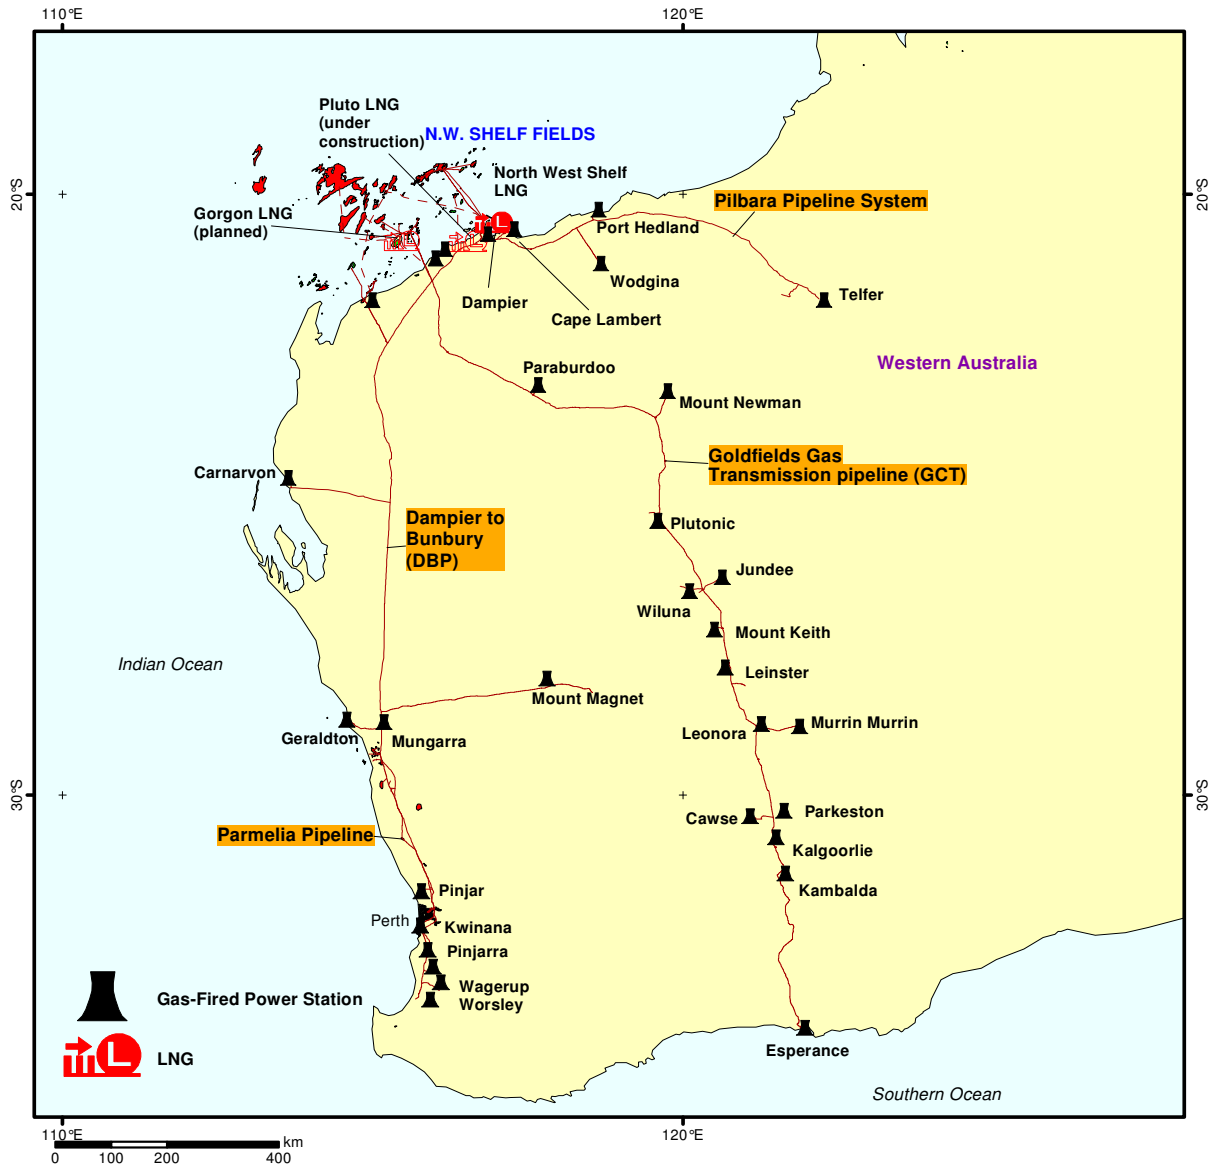 110°E
120°E
Pluto LNG
(under
construction)
N.W. SHELF FIELDS
North West Shelf
LNG
20°S
20°S
Gorgon LNG
(planned)
Pilbara Pipeline System
Port Hedland
Wodgina
Telfer
Dampier
Cape Lambert
Western Australia
Paraburdoo
Mount Newman
Goldfields Gas
Transmission pipeline (GCT)
Carnarvon
Dampier to
Bunbury
(DBP)
Plutonic
Jundee
Wiluna
Mount Keith
Indian Ocean
Leinster
Mount Magnet
Geraldton
Mungarra
Leonora
Murrin Murrin
30°S
30°S
Cawse
Parkeston
Parmelia Pipeline
Kalgoorlie
Kambalda
Pinjar
Perth
Kwinana
Pinjarra
Wagerup
Worsley
Gas-Fired Power Station
L
LNG
Esperance
Southern Ocean
110°E
120°E
km
0 100 200 400